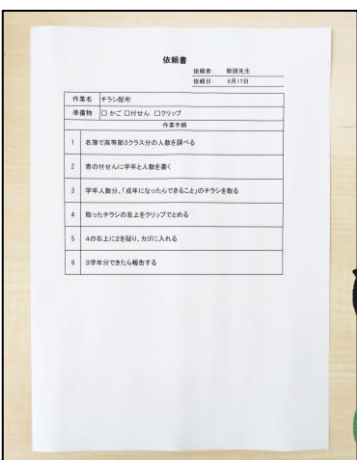 依頼書
依頼者 教頭先生
依頼日 6月17日
作業名 チラシ配布
準備物 □ かご □付せん □クリップ
作業手順
1 名簿で高等部3クラス分の人数を調べる
2 青の付せんに学年と人数を書く
3 学年人数分、「成年になったらできること」のチラシを取る
4 取ったチラシの左上をクリップでとめる
5 4の右上に2を貼り、カゴに入れる
6 3学年分できたら報告する